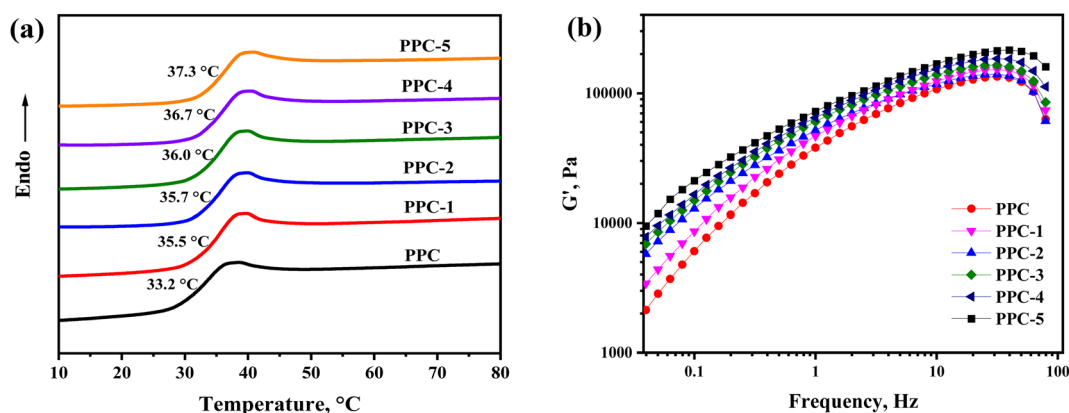 (a)
Endo
PPC-5
37.3 °C
PPC-4
36.7 °C
PPC-3
36.0 °C
PPC-2
35.7 °C
PPC-1
35.5 °C
PPC
33.2 °C
10 20 30 40 50 60 70 80
Temperature, °C
(b)
G', Pa
100000
10000
1000
PPC
PPC-1
PPC-2
PPC-3
PPC-4
PPC-5
0.1 1 10 100
Frequency, Hz